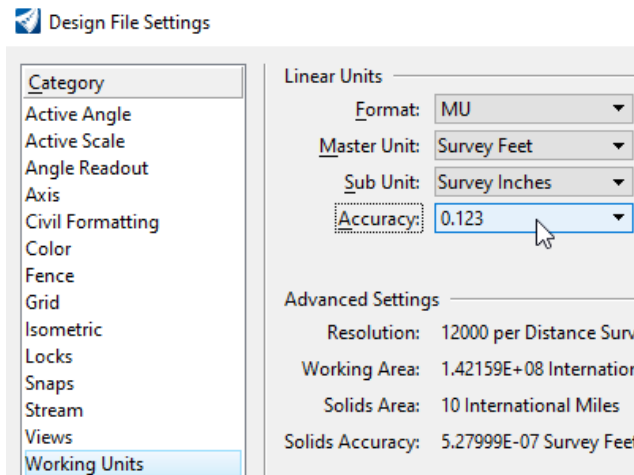 Design File Settings
Category
Active Angle
Active Scale
Angle Readout
Axis
Civil Formatting
Color
Fence
Grid
Isometric
Locks
Snaps
Stream
Views
Working Units
Linear Units
Format: MU
Master Unit: Survey Feet
Sub Unit: Survey Inches
Accuracy: 0.123
Advanced Settings
Resolution: 12000 per Distance Surv
Working Area: 1.42159E+08 Internation
Solids Area: 10 International Miles
Solids Accuracy: 5.27999E-07 Survey Feet